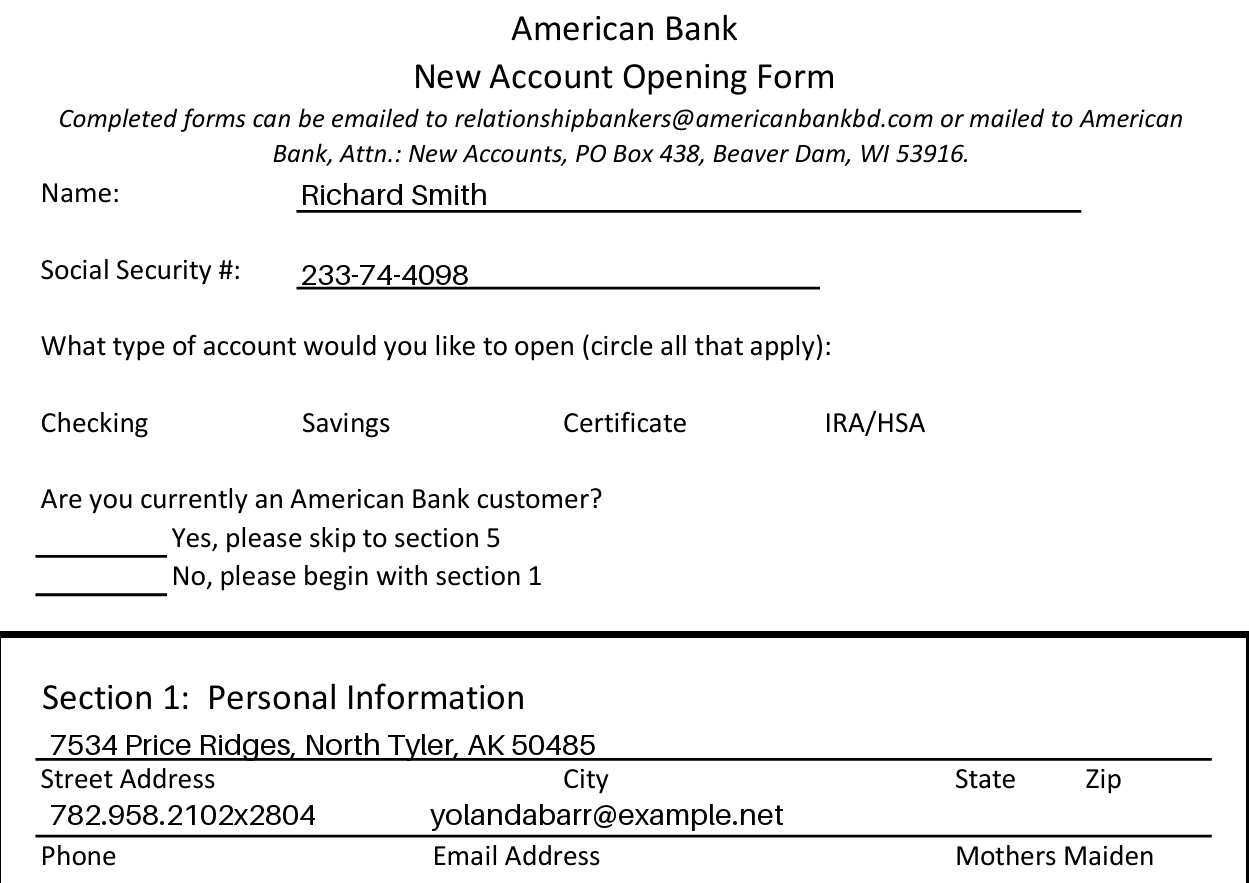 American Bank
New Account Opening Form
Completed forms can be emailed to relationshipbankers@americanbankbd.com or mailed to American
Bank, Attn.: New Accounts, PO Box 438, Beaver Dam, WI 53916.
Name: Richard Smith
Social Security #: 233-74-4098
What type of account would you like to open (circle all that apply):
Checking Savings Certificate IRA/HSA
Are you currently an American Bank customer?
Yes, please skip to section 5
No, please begin with section 1
Section 1: Personal Information
7534 Price Ridges, North Tyler, AK 50485
Street Address City State Zip
782.958.2102x2804 yolandabarr@example.net
Phone Email Address Mothers Maiden